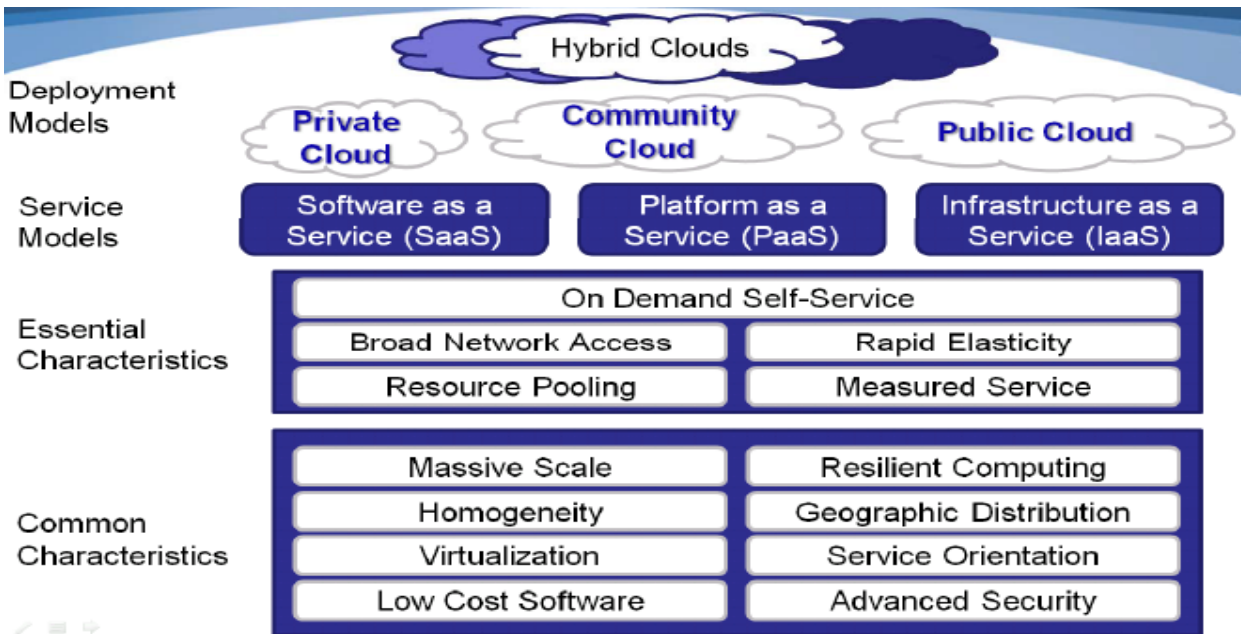 Hybrid Clouds
Deployment
Models
Private
Cloud
Community
Cloud
Public Cloud
Service
Models
Software as a
Service (SaaS)
Platform as a
Service (PaaS)
Infrastructure as a
Service (IaaS)
Essential
Characteristics
On Demand Self-Service
Broad Network Access
Rapid Elasticity
Resource Pooling
Measured Service
Common
Characteristics
Massive Scale
Resilient Computing
Homogeneity
Geographic Distribution
Virtualization
Service Orientation
Low Cost Software
Advanced Security